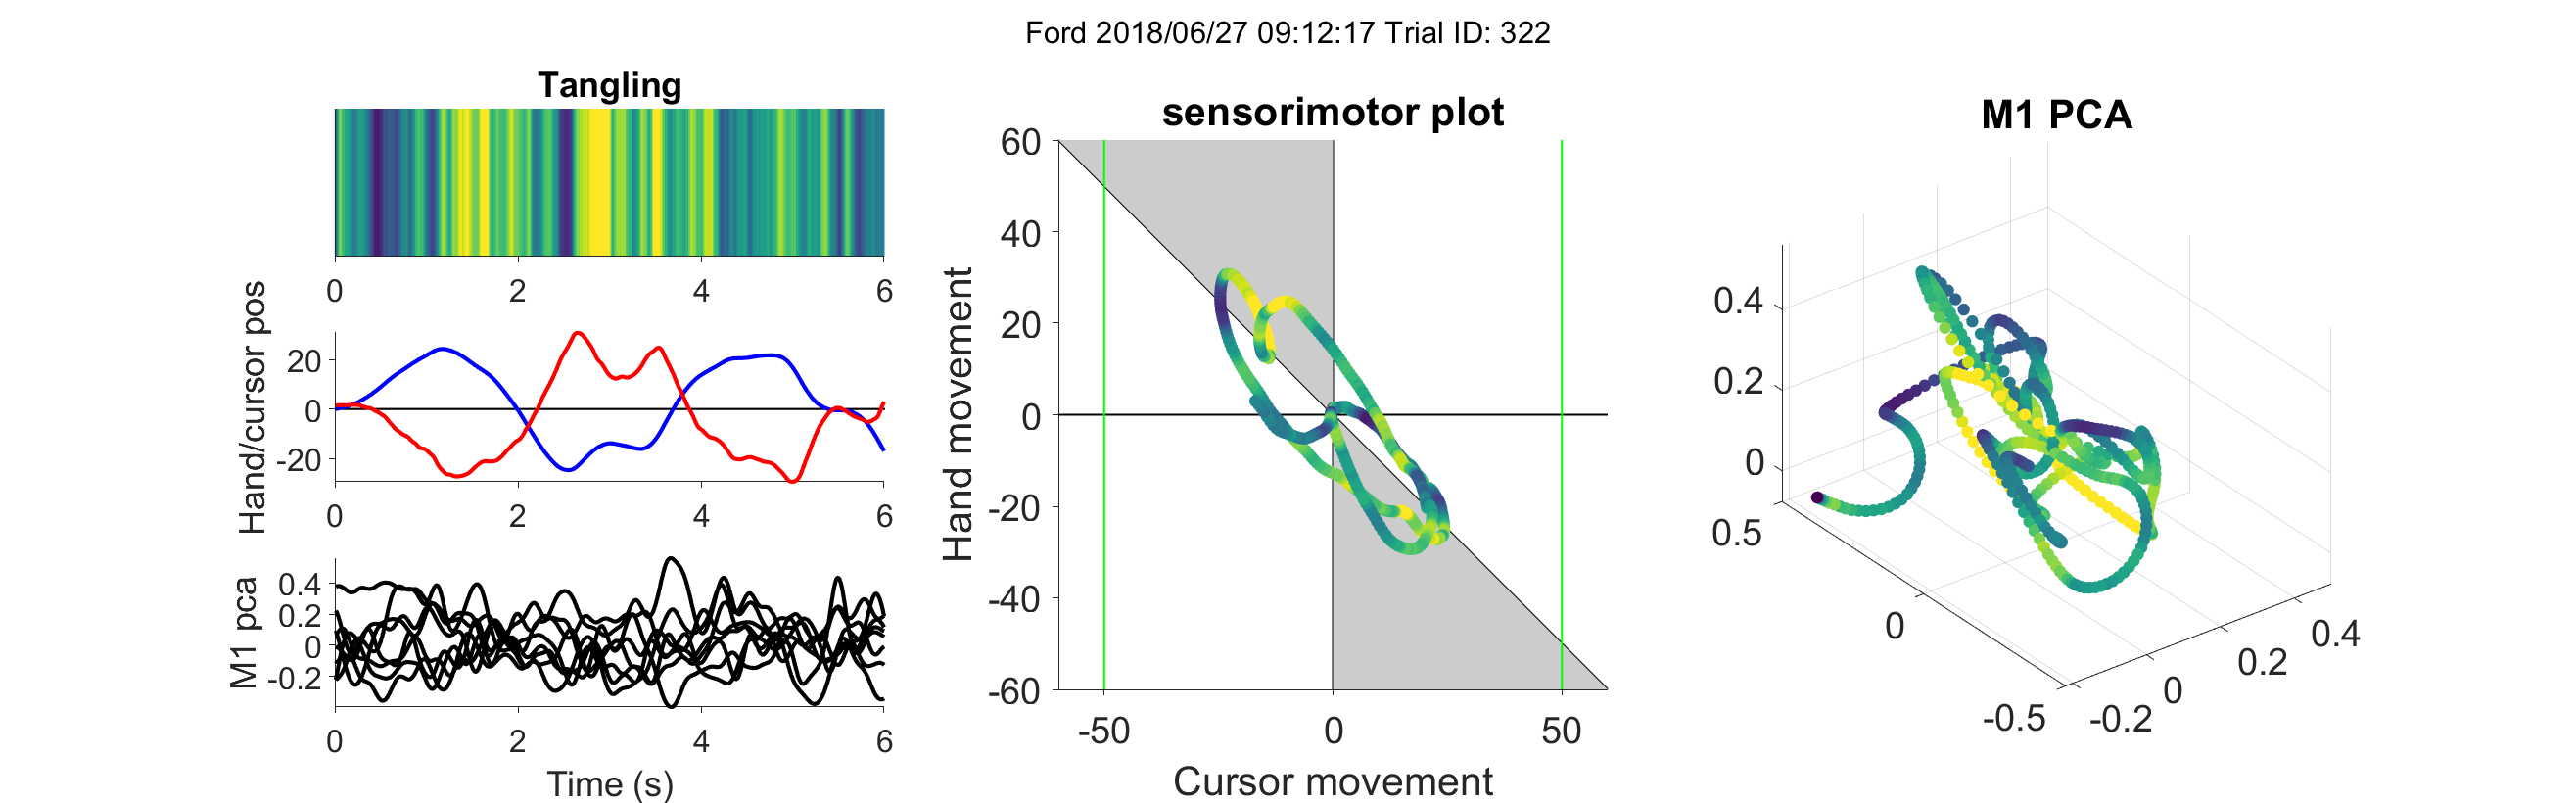 Ford 2018/06/27 09:12:17 Trial ID: 322
Tangling
0 2 4 6
Hand/cursor pos
20
0
-20
0 2 4 6
M1 pca
0.4
0.2
0
-0.2
0 2 4 6
Time (s)
sensorimotor plot
Hand movement
60
40
20
0
-20
-40
-60
-50 0 50
Cursor movement
M1 PCA
0.4
0.2
0
0.5
0
-0.5
-0.2
0
0.2
0.4